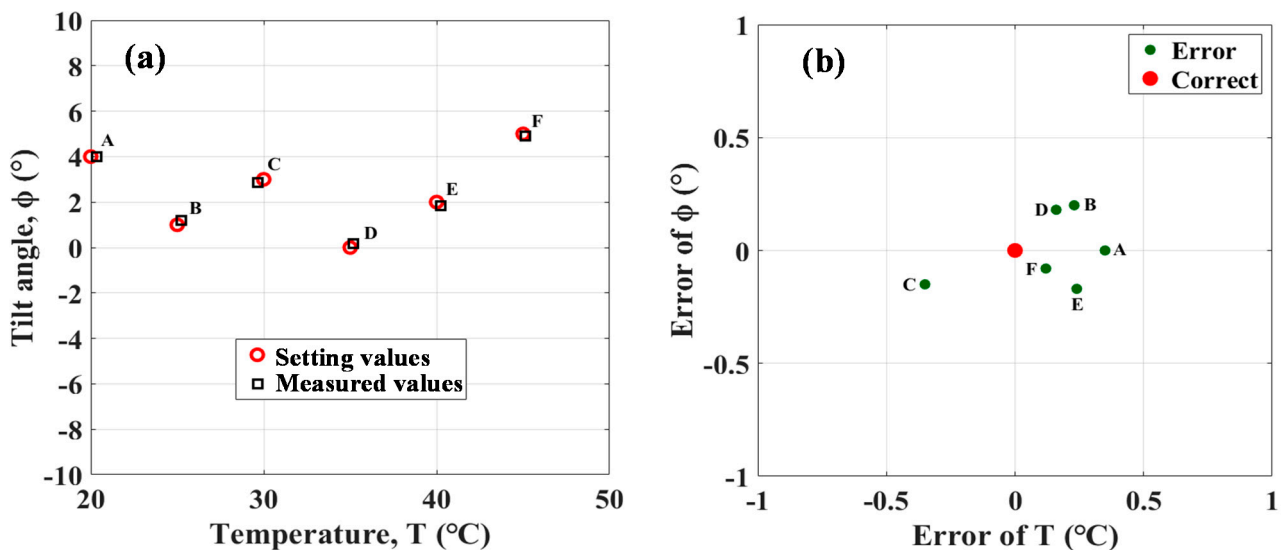 (a)
10
8
6
4
2
0
-2
-4
-6
-8
-10
Tilt angle, ϕ (°)
A
B
C
D
E
F
Setting values
Measured values
20
30
40
50
Temperature, T (°C)
(b)
1
0.5
0
-0.5
-1
Error of ϕ (°)
Error
Correct
D
B
A
F
C
E
-1
-0.5
0
0.5
1
Error of T (°C)